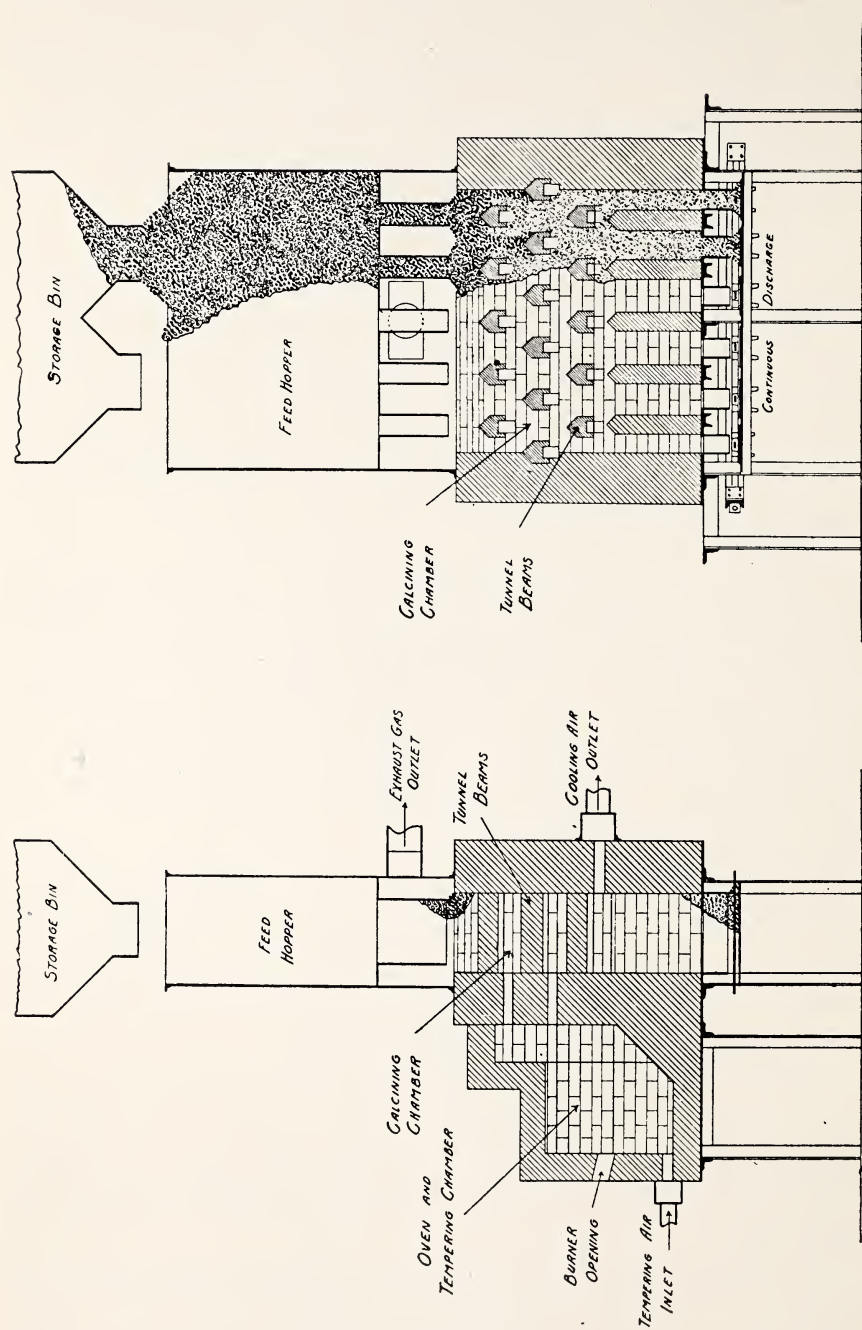 STORAGE BIN
FEED
HOPPER
EXHAUST GAS
OUTLET
CALCINING
CHAMBER
OVEN AND
TEMPERING CHAMBER
TUNNEL
BEAMS
COOLING AIR
OUTLET
BURNER
OPENING
TEMPERING AIR
INLET
STORAGE BIN
FEED HOPPER
CALCINING
CHAMBER
TUNNEL
BEAMS
CONTINUOUS DISCHARGE